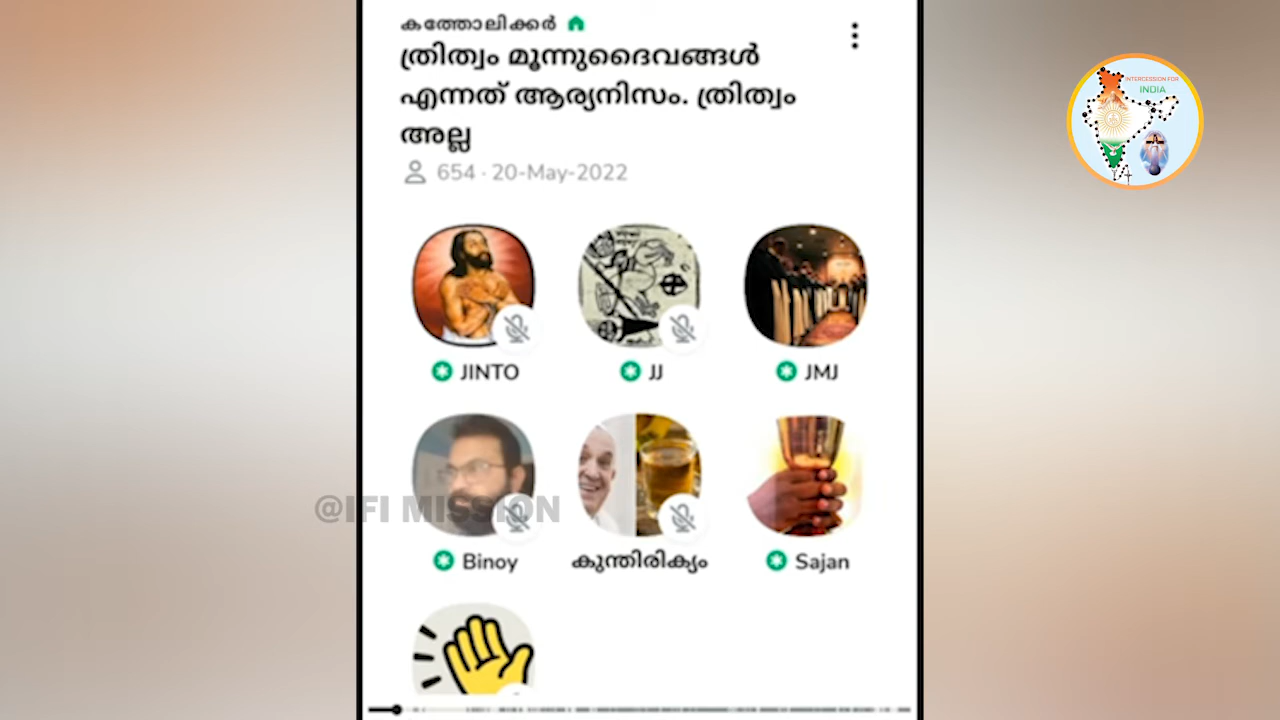 കത്തോലിക്കർ
ത്രിത്വം മൂന്നുദൈവങ്ങൾ
എന്നത് ആര്യനിസം. ത്രിത്വം
അല്ല
654 · 20-May-2022
INTERCESSION FOR
INDIA
JINTO
JJ
JMJ
@IFI MISSION
Binoy
കുന്തിരിക്യം
Sajan